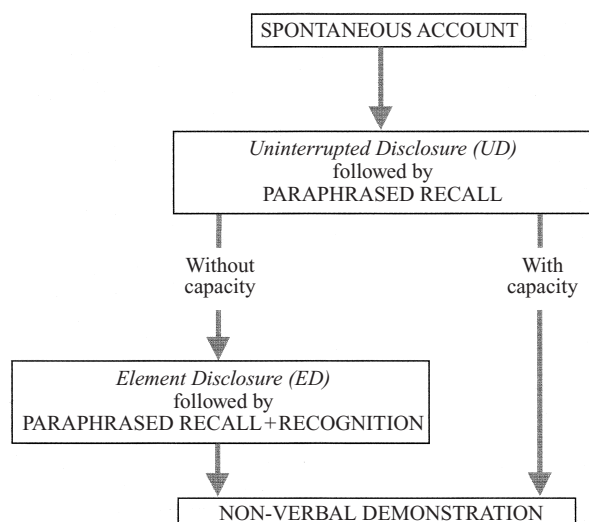 SPONTANEOUS ACCOUNT
Uninterrupted Disclosure (UD)
followed by
PARAPHRASED RECALL
Without
capacity
With
capacity
Element Disclosure (ED)
followed by
PARAPHRASED RECALL+RECOGNITION
NON-VERBAL DEMONSTRATION